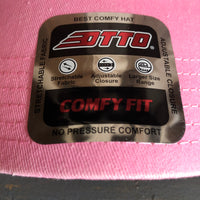 BEST COMFY HAT
STRETCHABLE FABRIC
ADJUSTABLE CLOSURE
OTTO®
Stretchable Fabric
Adjustable Closure
Larger Size Range
COMFY FIT
NO PRESSURE COMFORT